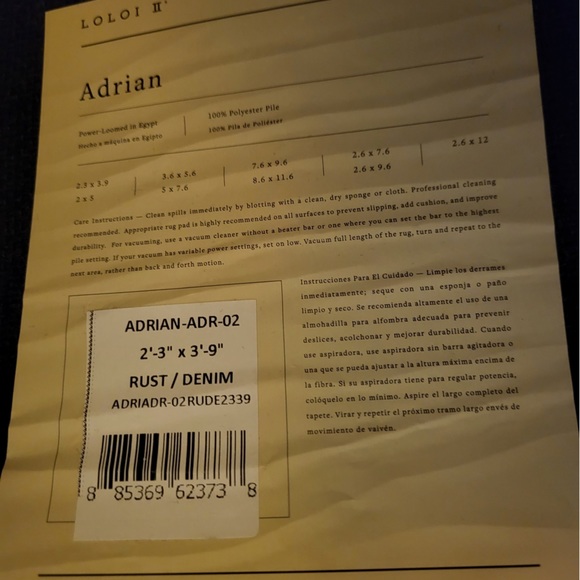 LOLOI II
Adrian
Power-Loomed in Egypt
Hecho a máquina en Egipto
100% Polyester Pile
100% Pila de Poliéster
2.3 x 3.9
2 x 5
3.6 x 5.6
5 x 7.6
7.6 x 9.6
8.6 x 11.6
2.6 x 7.6
2.6 x 9.6
2.6 x 12
Care Instructions — Clean spills immediately by blotting with a clean, dry sponge or cloth. Professional cleaning
recommended. Appropriate rug pad is highly recommended on all surfaces to prevent slipping, add cushion, and improve
durability. For vacuuming, use a vacuum cleaner without a beater bar or one where you can set the bar to the highest
pile setting. If your vacuum has variable power settings, set on low. Vacuum full length of the rug, turn and repeat to the
next area, rather than back and forth motion.
Instrucciones Para El Cuidado — Limpie los derrames
inmediatamente; seque con una esponja o paño
limpio y seco. Se recomienda altamente el uso de una
almohadilla para alfombra adecuada para prevenir
deslices, acolchonar y mejorar durabilidad. Cuando
use aspiradora, use aspiradora sin barra agitadora o
una que se pueda ajustar a la altura máxima encima de
la fibra. Si su aspiradora tiene para regular potencia,
colóquelo en lo mínimo. Aspire el largo completo del
tapete. Virar y repetir el próximo tramo largo envés de
movimiento de vaivén.
ADRIAN-ADR-02
2'-3" x 3'-9"
RUST / DENIM
ADRIADR-02RUDE2339
8 85369 62373 8